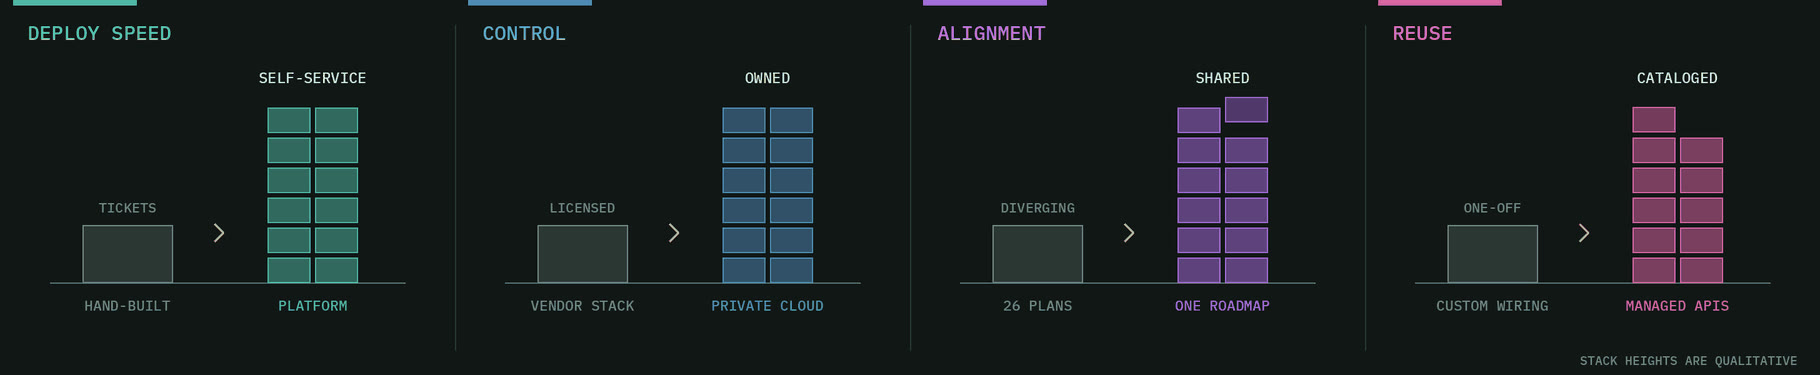 DEPLOY SPEED
SELF-SERVICE
TICKETS
HAND-BUILT
PLATFORM
CONTROL
OWNED
LICENSED
VENDOR STACK
PRIVATE CLOUD
ALIGNMENT
SHARED
DIVERGING
26 PLANS
ONE ROADMAP
REUSE
CATALOGED
ONE-OFF
CUSTOM WIRING
MANAGED APIS
STACK HEIGHTS ARE QUALITATIVE